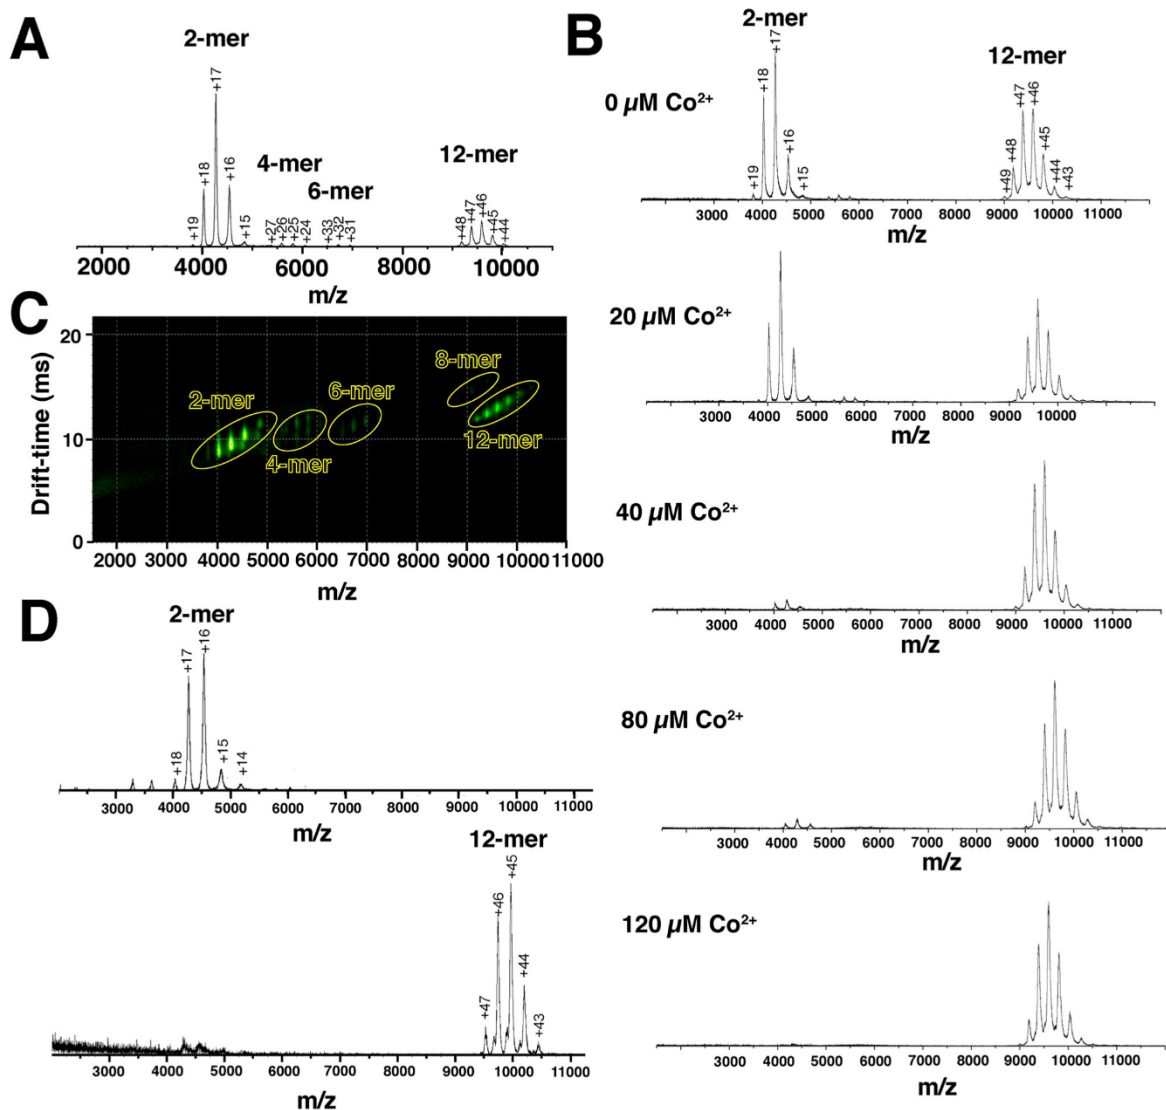 A
2-mer
+19
+18
+17
+16
+15
4-mer
+27
+26
+25
+24
6-mer
+33
+32
+31
12-mer
+48
+47
+46
+45
+44
2000 4000 6000 8000 10000
m/z
B
2-mer
+19
+18
+17
+16
+15
12-mer
+49
+48
+47
+46
+45
+44
+43
0 µM Co²⁺
3000 4000 5000 6000 7000 8000 9000 10000 11000
m/z
20 µM Co²⁺
3000 4000 5000 6000 7000 8000 9000 10000 11000
m/z
40 µM Co²⁺
3000 4000 5000 6000 7000 8000 9000 10000 11000
m/z
80 µM Co²⁺
3000 4000 5000 6000 7000 8000 9000 10000 11000
m/z
120 µM Co²⁺
3000 4000 5000 6000 7000 8000 9000 10000 11000
m/z
C
Drift-time (ms)
20
10
0
2-mer
4-mer
6-mer
8-mer
12-mer
2000 3000 4000 5000 6000 7000 8000 9000 10000 11000
m/z
D
2-mer
+18
+17
+16
+15
+14
3000 4000 5000 6000 7000 8000 9000 10000 11000
m/z
12-mer
+47
+46
+45
+44
+43
3000 4000 5000 6000 7000 8000 9000 10000 11000
m/z